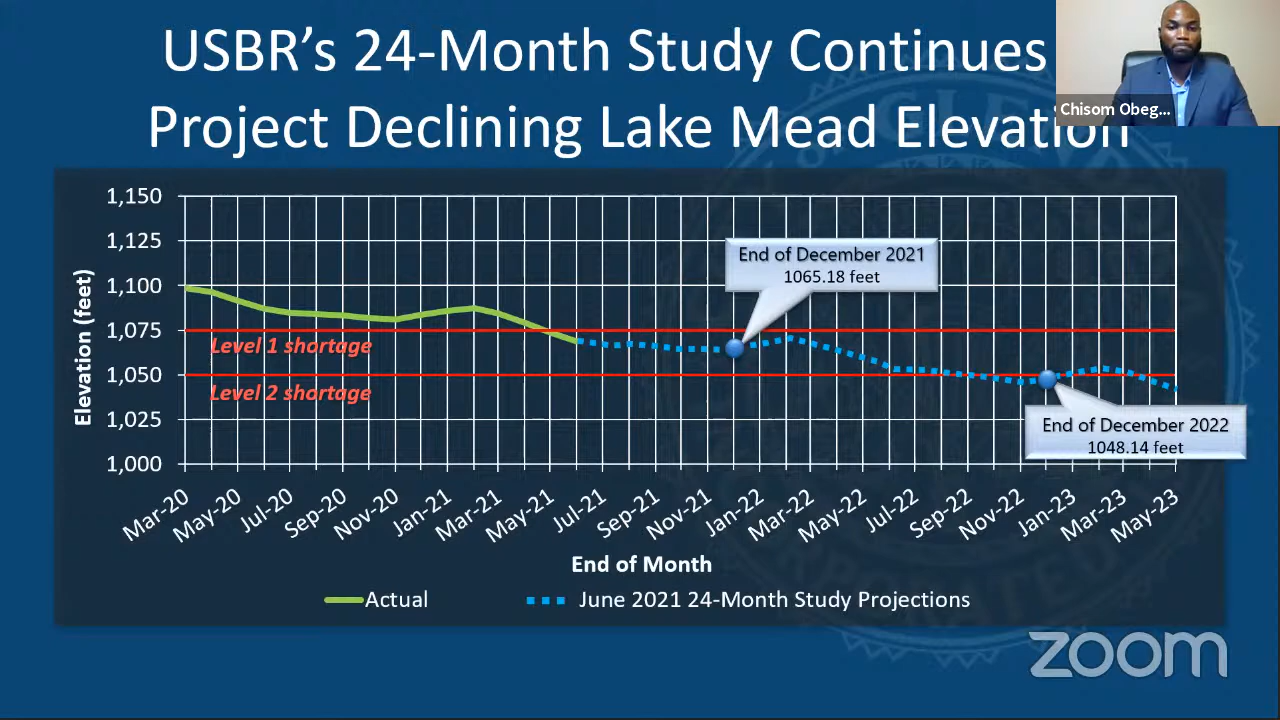 USBR's 24-Month Study Continues
Project Declining Lake Mead Elevation
Chisom Obeg...
1,150
1,125
1,100
1,075
1,050
1,025
1,000
Elevation (feet)
Level 1 shortage
Level 2 shortage
End of December 2021
1065.18 feet
End of December 2022
1048.14 feet
Mar-20
May-20
Jul-20
Sep-20
Nov-20
Jan-21
Mar-21
May-21
Jul-21
Sep-21
Nov-21
Jan-22
Mar-22
May-22
Jul-22
Sep-22
Nov-22
Jan-23
Mar-23
May-23
End of Month
Actual
June 2021 24-Month Study Projections
zoom